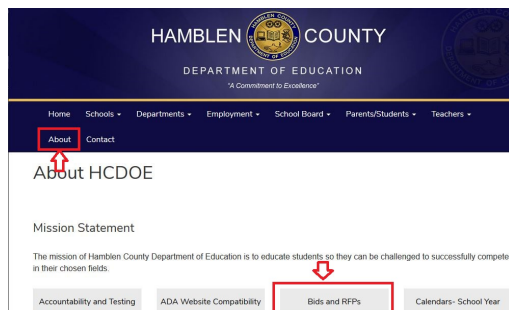 HAMBLEN COUNTY
DEPARTMENT OF EDUCATION
"A Commitment to Excellence"
Home Schools Departments Employment School Board Parents/Students Teachers
About Contact
About HCDOE
Mission Statement
The mission of Hamblen County Department of Education is to educate students so they can be challenged to successfully compete
in their chosen fields.
Accountability and Testing ADA Website Compatibility Bids and RFPs Calendars- School Year